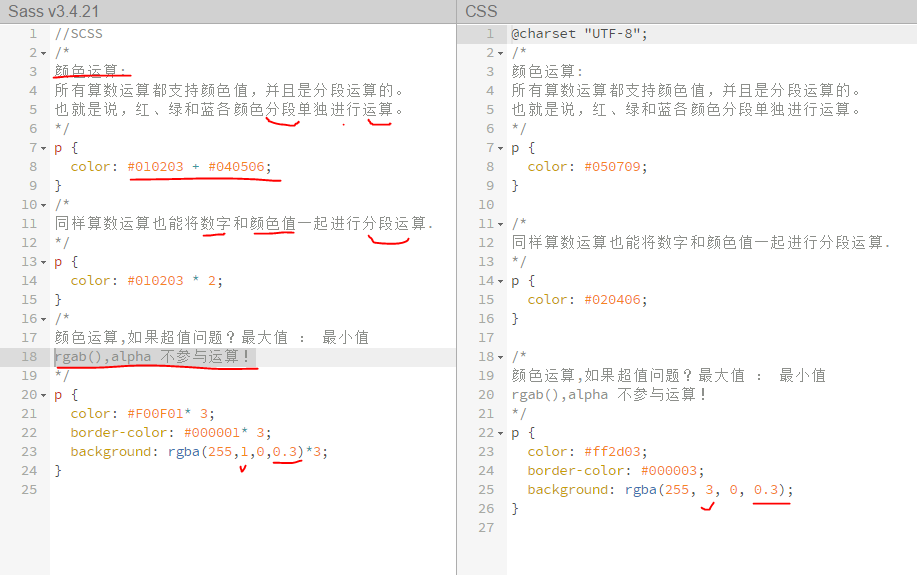 Sass v3.4.21
1 //SCSS
2 /*
3 颜色运算:
4 所有算数运算都支持颜色值，并且是分段运算的。
5 也就是说，红、绿和蓝各颜色分段单独进行运算。
6 */
7 p {
8 color: #010203 + #040506;
9 }
10 /*
11 同样算数运算也能将数字和颜色值一起进行分段运算.
12 */
13 p {
14 color: #010203 * 2;
15 }
16 /*
17 颜色运算,如果超值问题？最大值 ： 最小值
18 rgab(),alpha 不参与运算！
19 */
20 p {
21 color: #F00F01* 3;
22 border-color: #000001* 3;
23 background: rgba(255,1,0,0.3)*3;
24 }
25
CSS
1 @charset "UTF-8";
2 /*
3 颜色运算:
4 所有算数运算都支持颜色值，并且是分段运算的。
5 也就是说，红、绿和蓝各颜色分段单独进行运算。
6 */
7 p {
8 color: #050709;
9 }
10
11 /*
12 同样算数运算也能将数字和颜色值一起进行分段运算.
13 */
14 p {
15 color: #020406;
16 }
17
18 /*
19 颜色运算,如果超值问题？最大值 ： 最小值
20 rgab(),alpha 不参与运算！
21 */
22 p {
23 color: #ff2d03;
24 border-color: #000003;
25 background: rgba(255, 3, 0, 0.3);
26 }
27